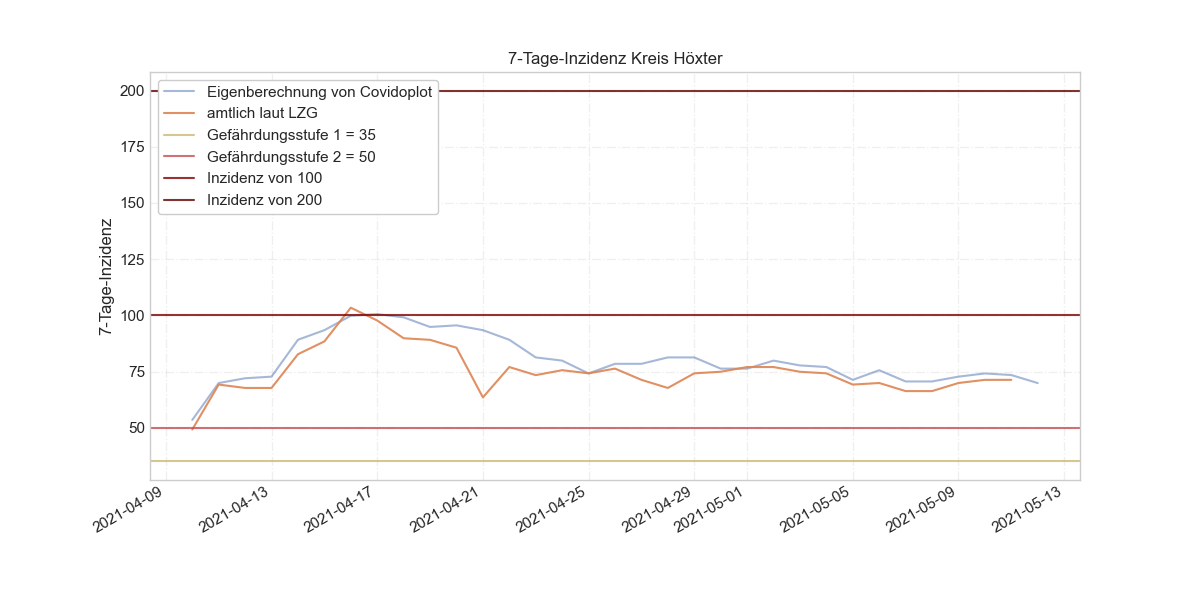 7-Tage-Inzidenz Kreis Höxter
Eigenberechnung von Covidoplot
amtlich laut LZG
Gefährdungsstufe 1 = 35
Gefährdungsstufe 2 = 50
Inzidenz von 100
Inzidenz von 200
7-Tage-Inzidenz
200
175
150
125
100
75
50
2021-04-09
2021-04-13
2021-04-17
2021-04-21
2021-04-25
2021-04-29
2021-05-01
2021-05-05
2021-05-09
2021-05-13